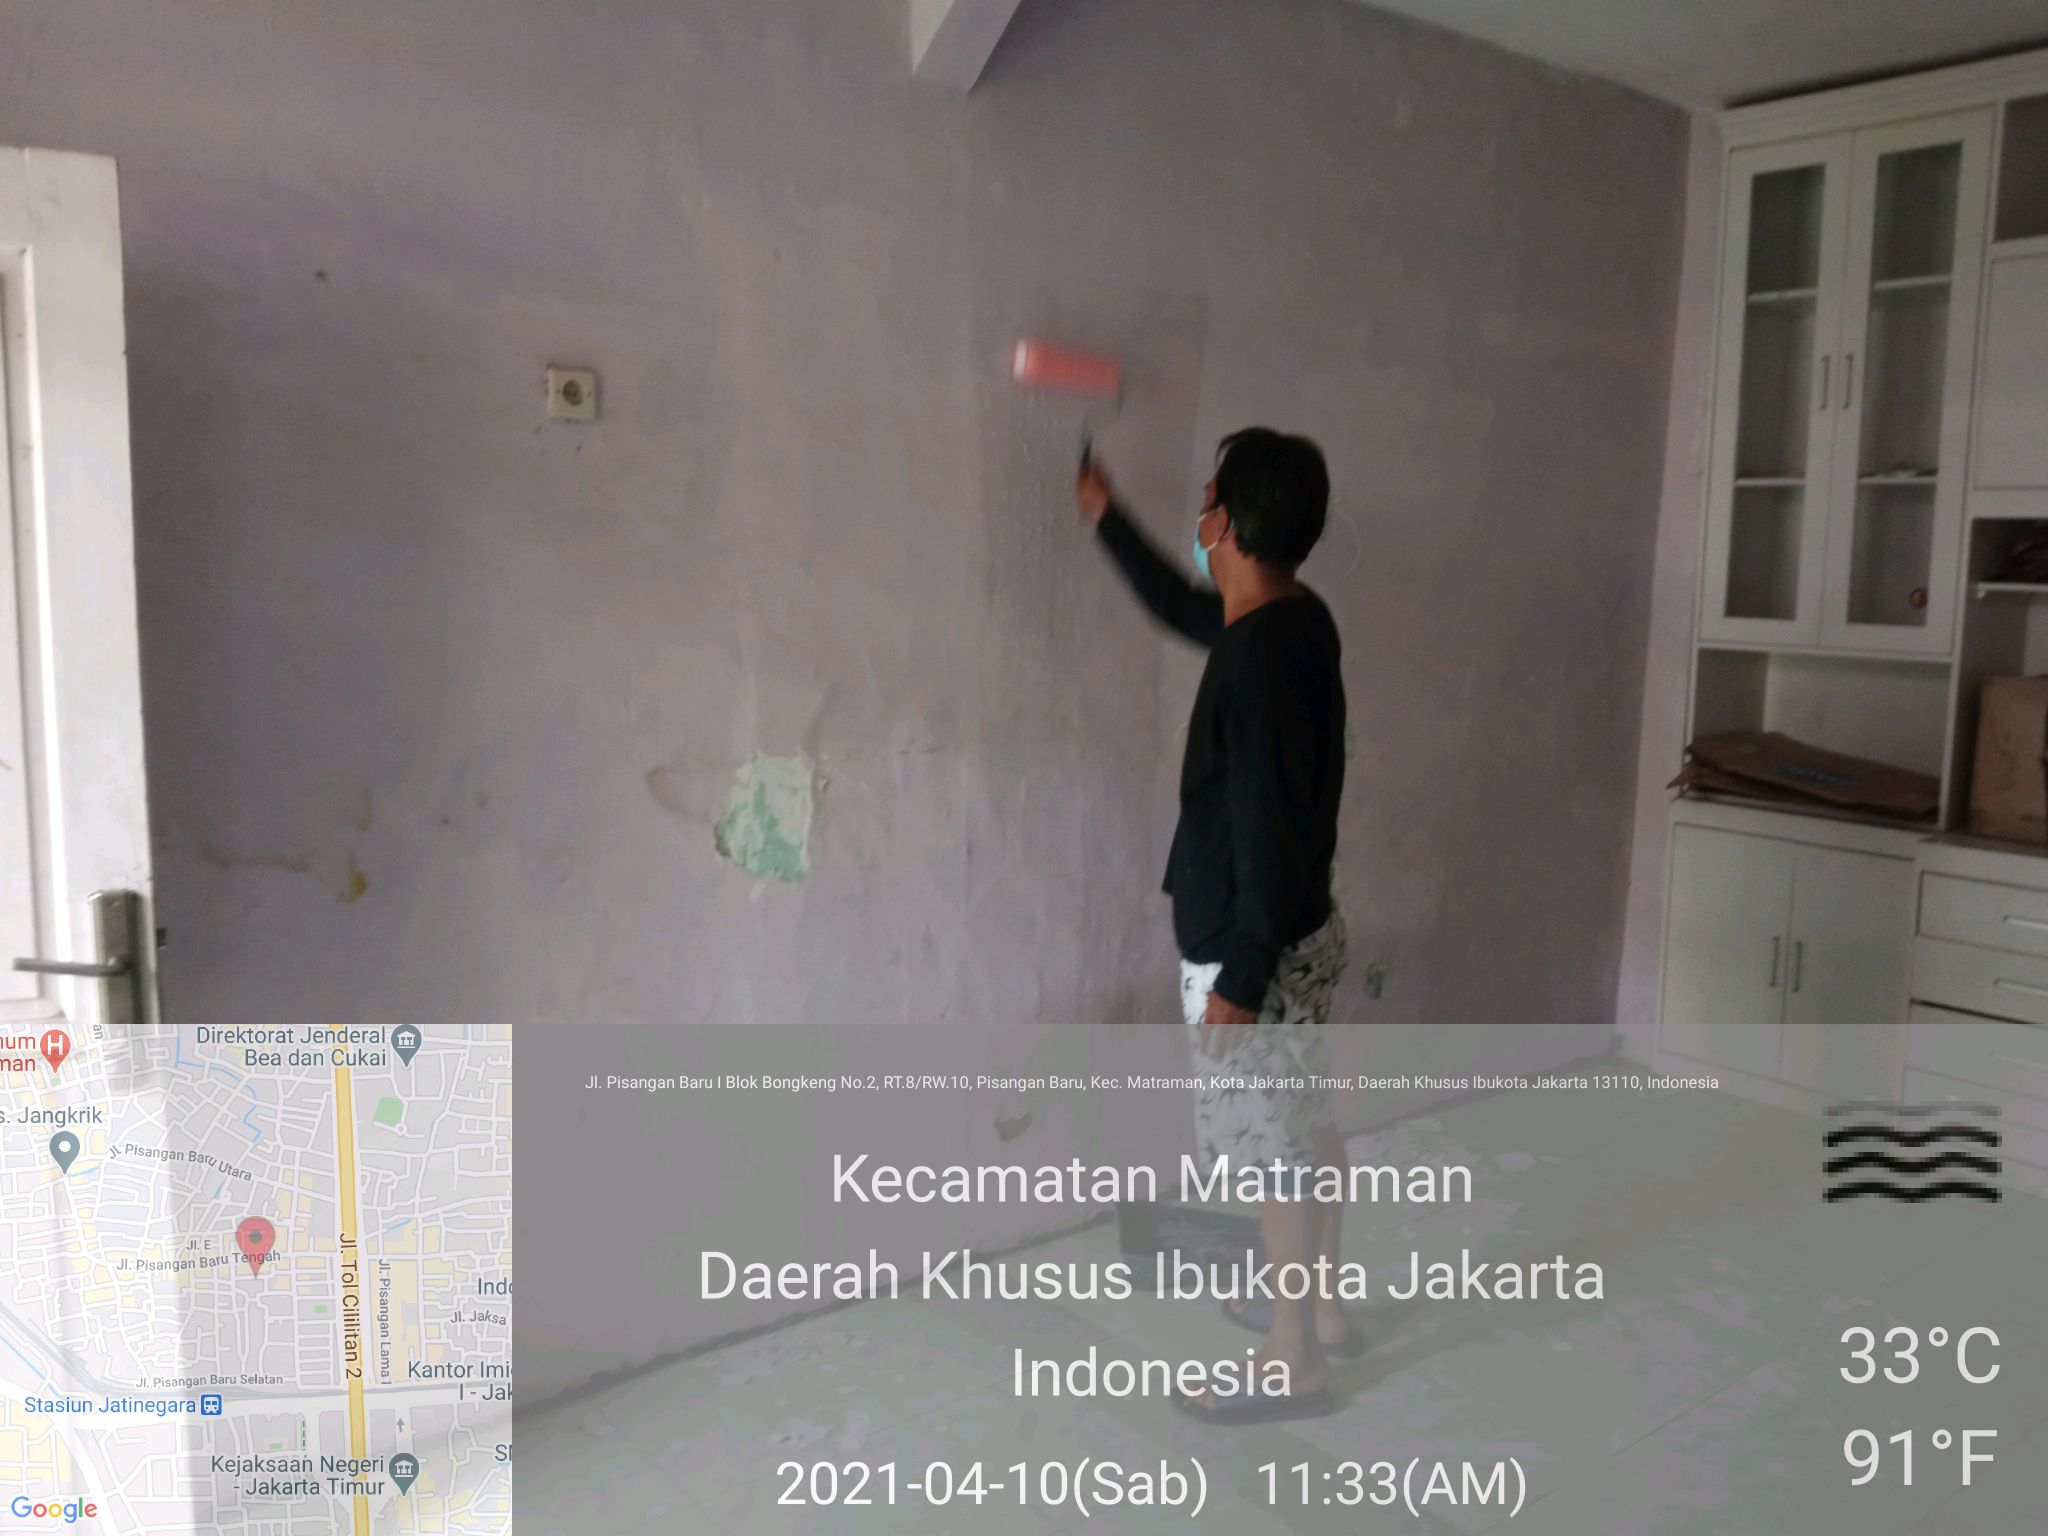 Jl. Pisangan Baru I Blok Bongkeng No.2, RT.8/RW.10, Pisangan Baru, Kec. Matraman, Kota Jakarta Timur, Daerah Khusus Ibukota Jakarta 13110, Indonesia
Kecamatan Matraman
Daerah Khusus Ibukota Jakarta
Indonesia
2021-04-10(Sab) 11:33(AM)
33°C
91°F
Direktorat Jenderal
Bea dan Cukai
H
s. Jangkrik
Jl. Pisangan Baru Utara
Jl. E
Jl. Pisangan Baru Tengah
Jl. Tol Cililitan 2
Jl. Pisangan Lama I
Jl. Jaksa
Kantor Imi
I - Jak
Jl. Pisangan Baru Selatan
Stasiun Jatinegara
Kejaksaan Negeri
- Jakarta Timur
Google